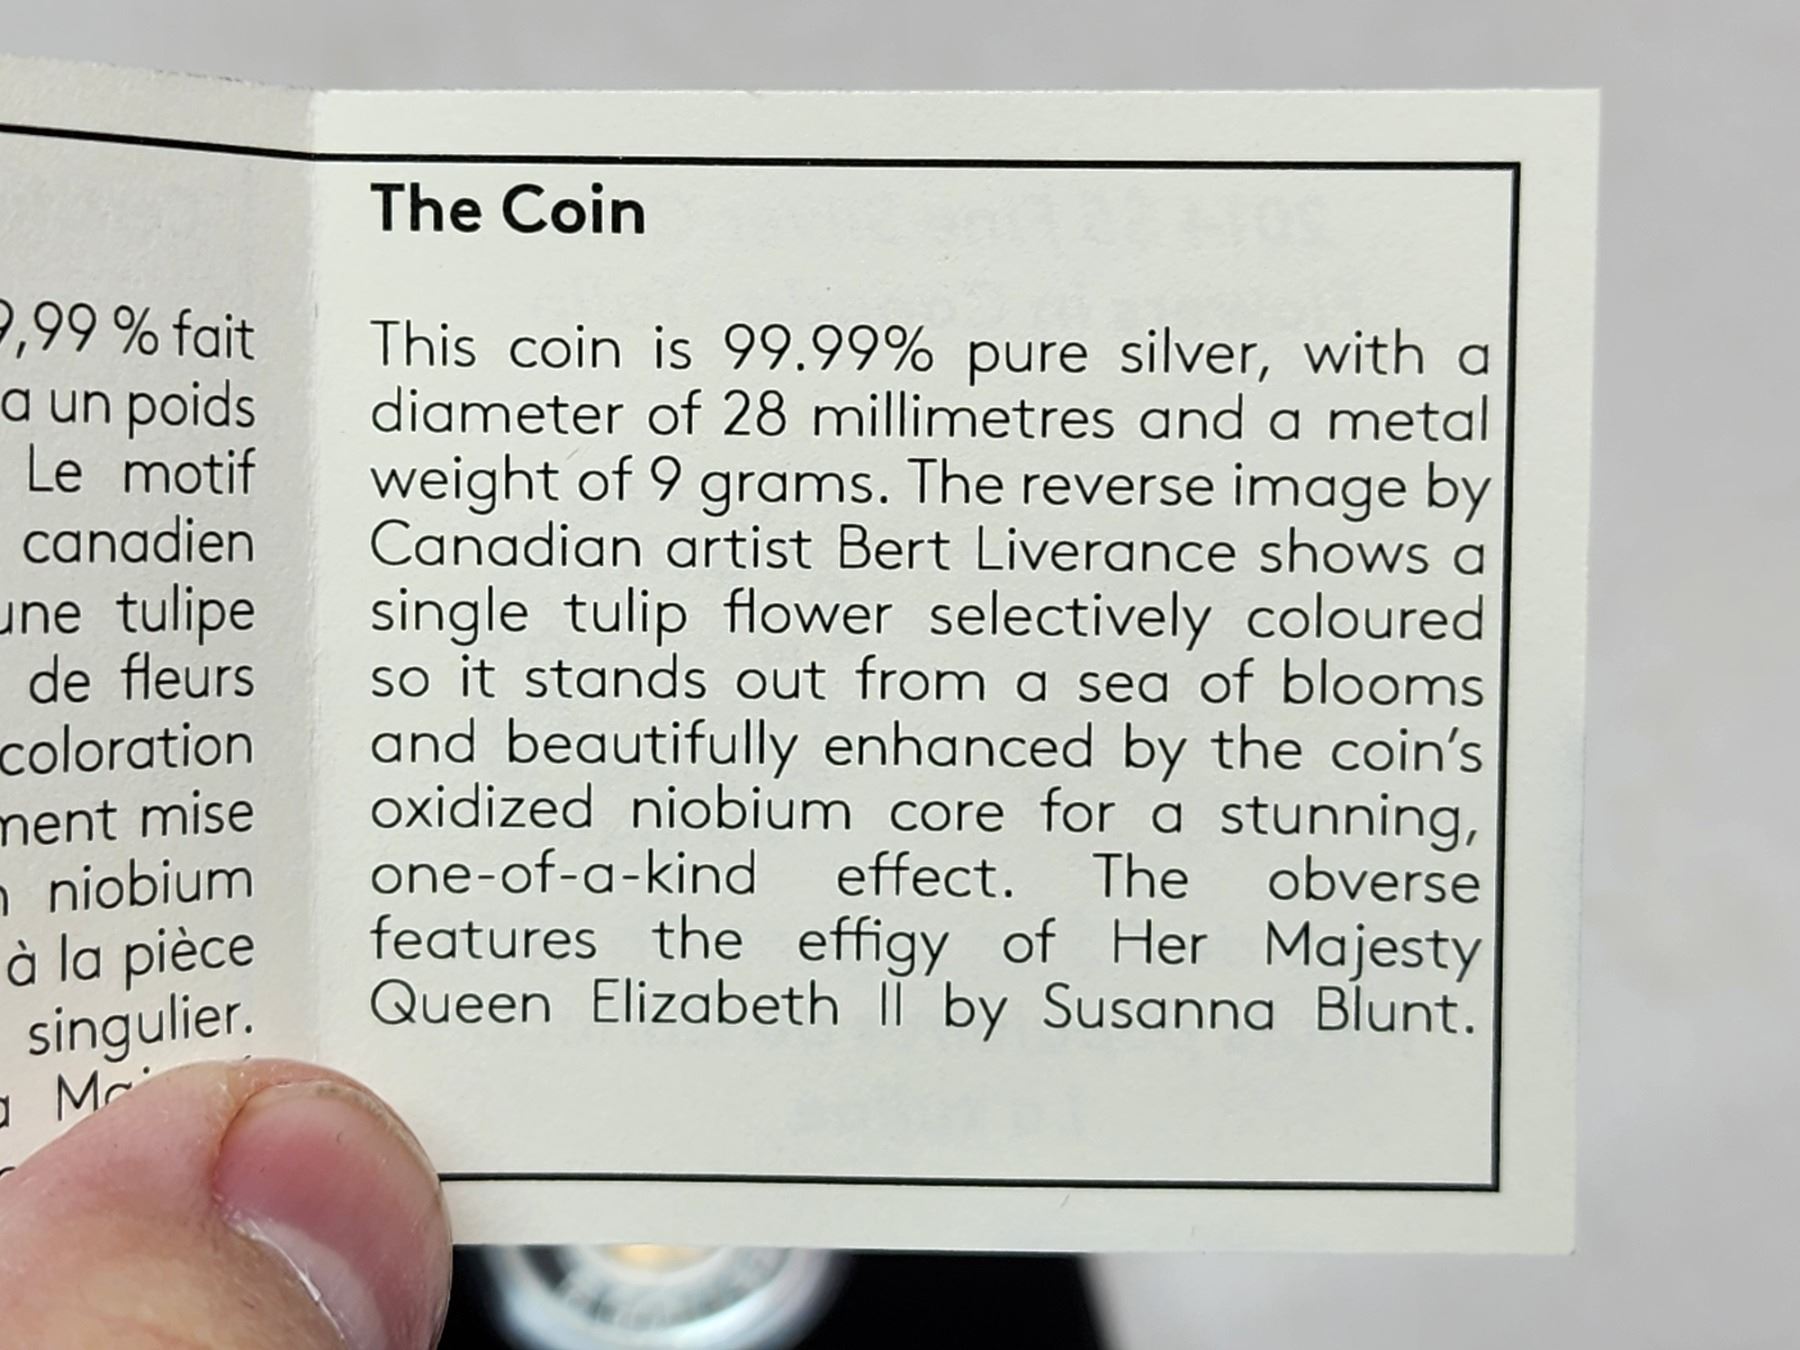 9,99 % fait
a un poids
Le motif
canadien
une tulipe
de fleurs
coloration
mise
niobium
à la pièce
singulier.
The Coin
This coin is 99.99% pure silver, with a
diameter of 28 millimetres and a metal
weight of 9 grams. The reverse image by
Canadian artist Bert Liverance shows a
single tulip flower selectively coloured
so it stands out from a sea of blooms
and beautifully enhanced by the coin's
oxidized niobium core for a stunning,
one-of-a-kind effect. The obverse
features the effigy of Her Majesty
Queen Elizabeth II by Susanna Blunt.